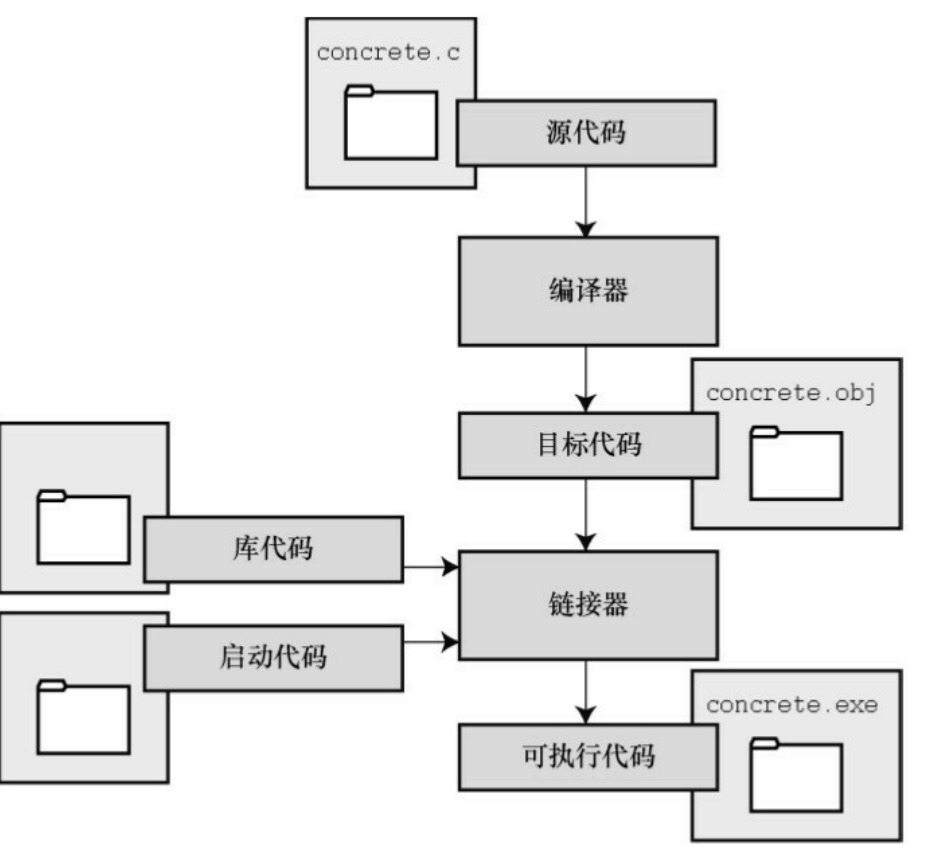 concrete.c
源代码
编译器
concrete.obj
目标代码
库代码
链接器
启动代码
concrete.exe
可执行代码